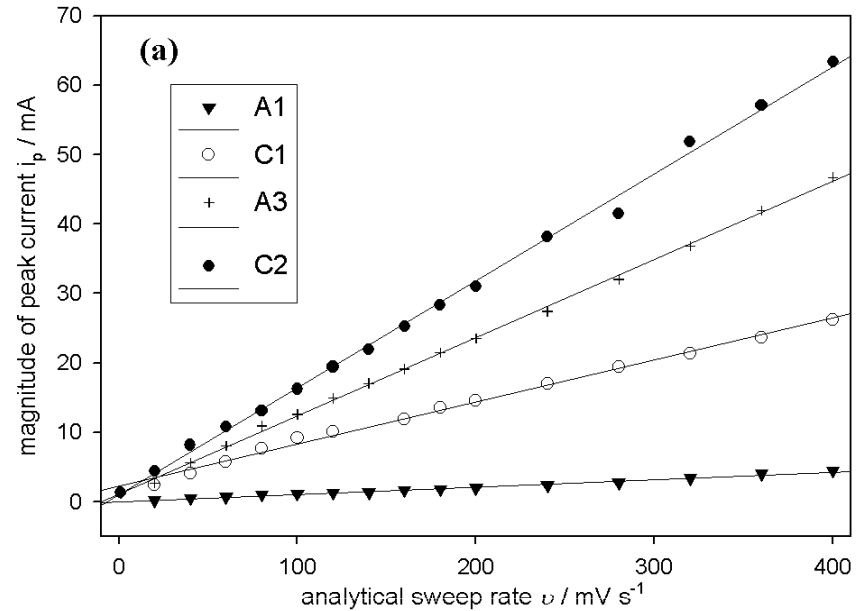 (a)
A1
C1
A3
C2
magnitude of peak current ip / mA
70
60
50
40
30
20
10
0
0 100 200 300 400
analytical sweep rate υ / mV s⁻¹